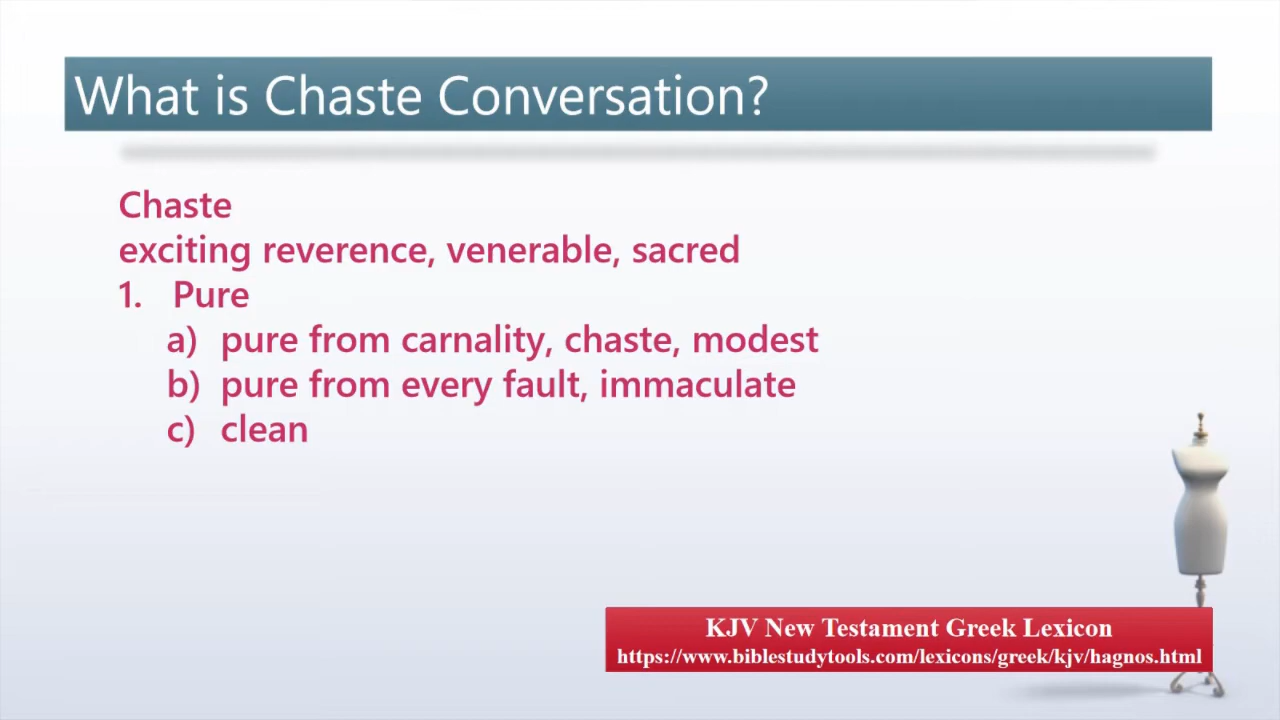 What is Chaste Conversation?
Chaste
exciting reverence, venerable, sacred
1. Pure
a) pure from carnality, chaste, modest
b) pure from every fault, immaculate
c) clean
KJV New Testament Greek Lexicon
https://www.biblestudytools.com/lexicons/greek/kjv/hagnos.html